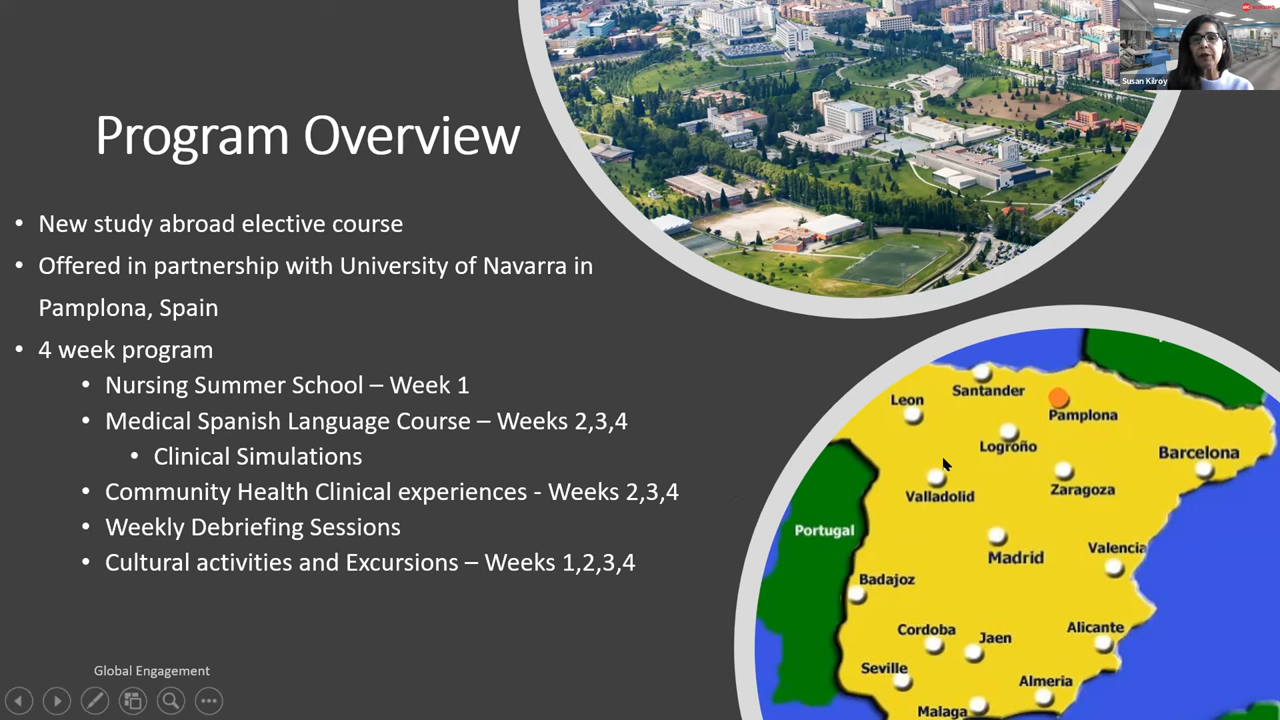 Susan Kilroy
Program Overview
• New study abroad elective course
• Offered in partnership with University of Navarra in
Pamplona, Spain
• 4 week program
• Nursing Summer School – Week 1
• Medical Spanish Language Course – Weeks 2,3,4
• Clinical Simulations
• Community Health Clinical experiences - Weeks 2,3,4
• Weekly Debriefing Sessions
• Cultural activities and Excursions – Weeks 1,2,3,4
Global Engagement
Santander
Leon
Pamplona
Logroño
Barcelona
Valladolid
Zaragoza
Portugal
Madrid
Valencia
Badajoz
Cordoba
Jaen
Alicante
Seville
Almeria
Malaga